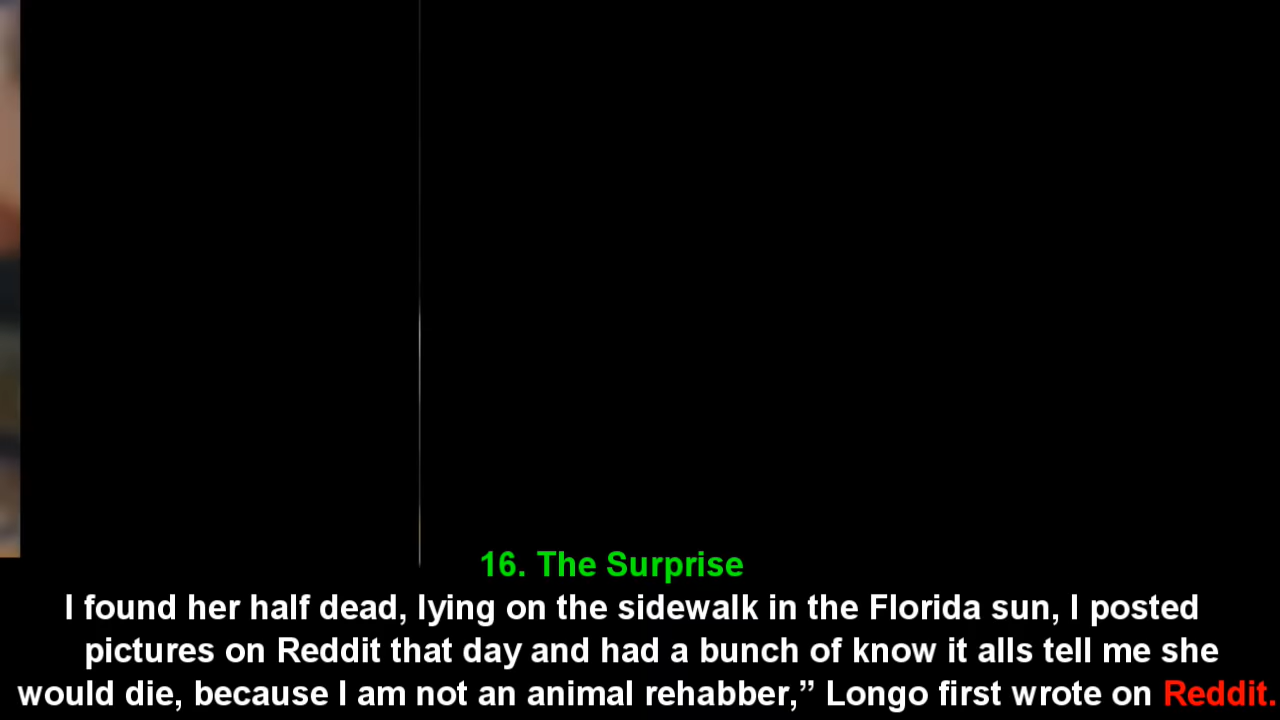 16. The Surprise
I found her half dead, lying on the sidewalk in the Florida sun, I posted
pictures on Reddit that day and had a bunch of know it alls tell me she
would die, because I am not an animal rehabber,” Longo first wrote on Reddit.